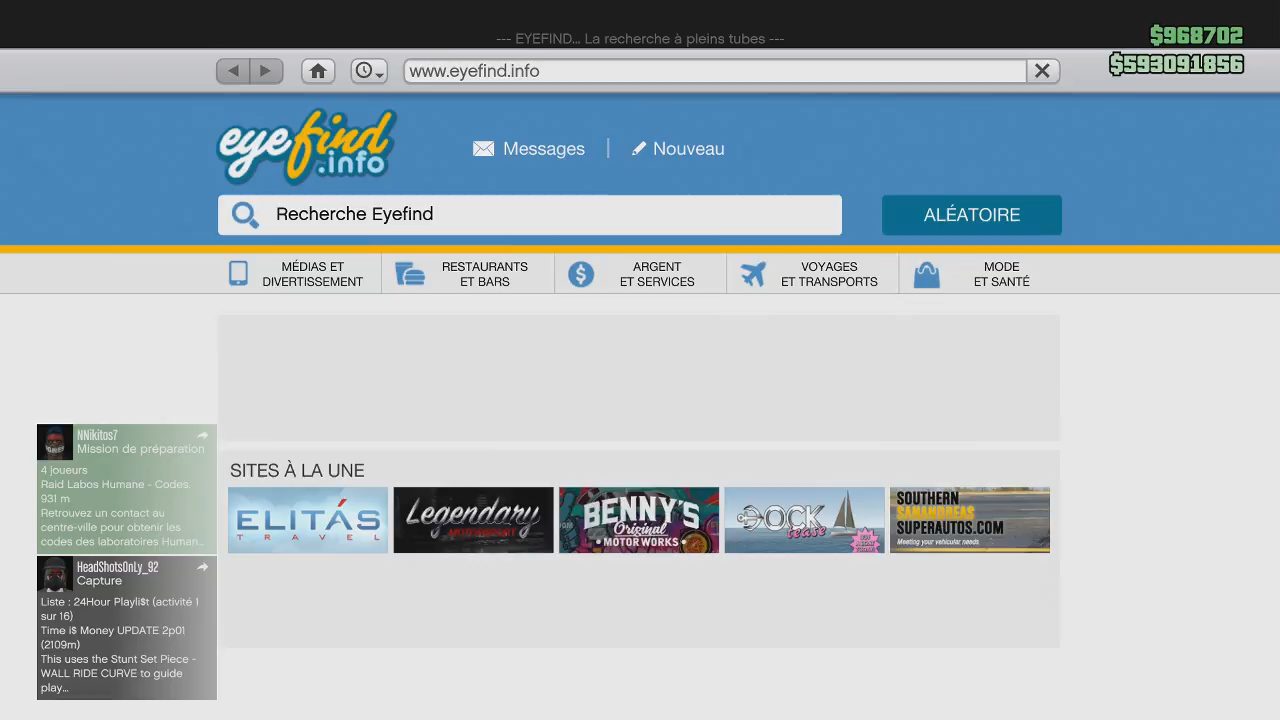 --- EYEFIND... La recherche à pleins tubes ---
$968702
$593091856
www.eyefind.info
eyefind
.info
Messages
Nouveau
Recherche Eyefind
ALÉATOIRE
MÉDIAS ET
DIVERTISSEMENT
RESTAURANTS
ET BARS
ARGENT
ET SERVICES
VOYAGES
ET TRANSPORTS
MODE
ET SANTÉ
NNikitos7
Mission de préparation
4 joueurs
Raid Labos Humane - Codes.
931 m
Retrouvez un contact au
centre-ville pour obtenir les
codes des laboratoires Human...
HeadShotsOnLy_92
Capture
Liste : 24Hour Playli$t (activité 1
sur 16)
Time i$ Money UPDATE 2p01
(2109m)
This uses the Stunt Set Piece -
WALL RIDE CURVE to guide
play...
SITES À LA UNE
ELITÁS
TRAVEL
Legendary
MOTORSPORT
BENNY'S
Original
MOTORWORKS
DOCK
tease
SOUTHERN
SANANDREAS
SUPERAUTOS.COM
Meeting your vehicular needs